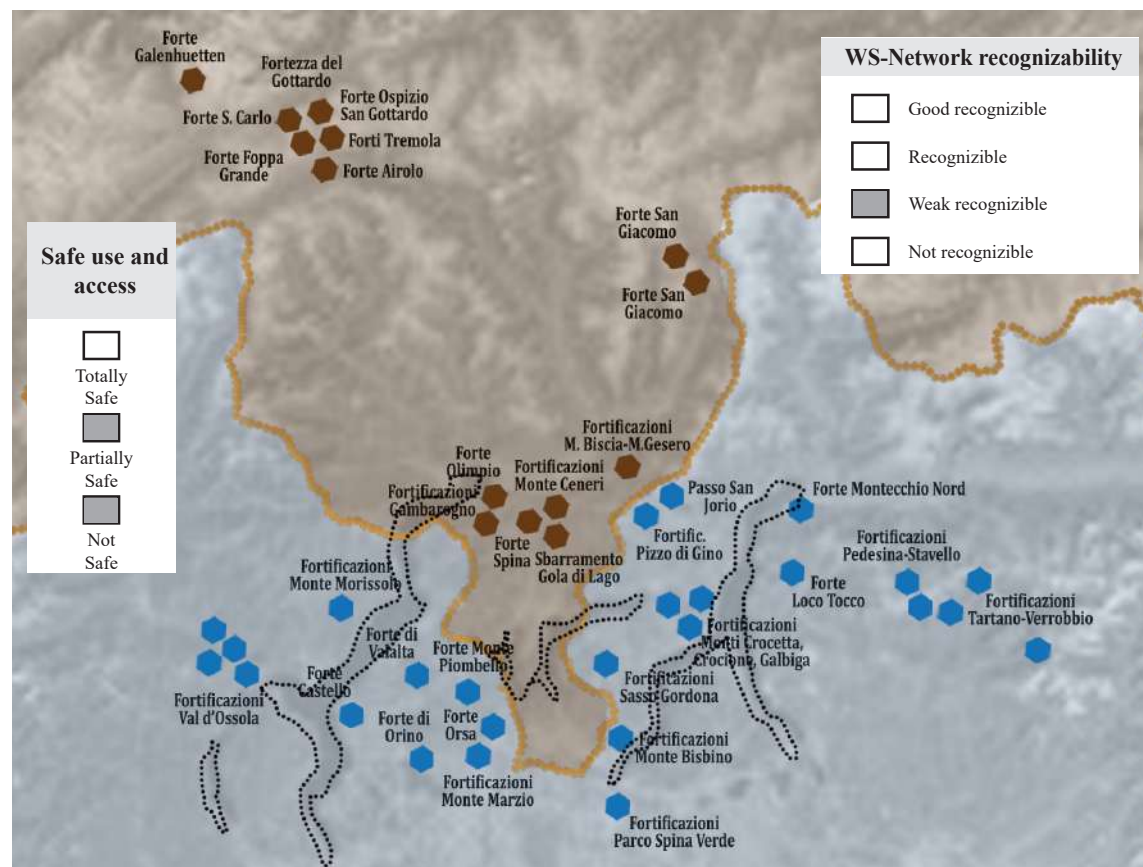 Forte
Galenhuetten
Fortezza del
Gottardo
Forte Ospizio
San Gottardo
Forte S. Carlo
Forti Tremola
Forte Foppa
Grande
Forte Airolo
WS-Network recognizability
Good recognizible
Recognizible
Weak recognizible
Not recognizible
Safe use and
access
Totally
Safe
Partially
Safe
Not
Safe
Forte San
Giacomo
Forte San
Giacomo
Fortificazioni
M. Biscia-M.Gesero
Forte
Olimpio
Fortificazioni
Monte Ceneri
Fortificazioni
Gambarogno
Forte
Spina
Sbarramento
Gola di Lago
Passo San
Jorio
Fortific.
Pizzo di Gino
Forte Montecchio Nord
Fortificazioni
Pedesina-Stavello
Forte
Loco Tocco
Fortificazioni
Tartano-Verrobbio
Fortificazioni
Monte Morissolo
Forte di
Vatalta
Forte Monte
Piombello
Fortificazioni
Monti Crocetta,
Crocione, Galbiga
Forte
Castello
Fortificazioni
Sasso Gordona
Fortificazioni
Val d'Ossola
Forte di
Orino
Forte
Orsa
Fortificazioni
Monte Bisbino
Fortificazioni
Monte Marzio
Fortificazioni
Parco Spina Verde